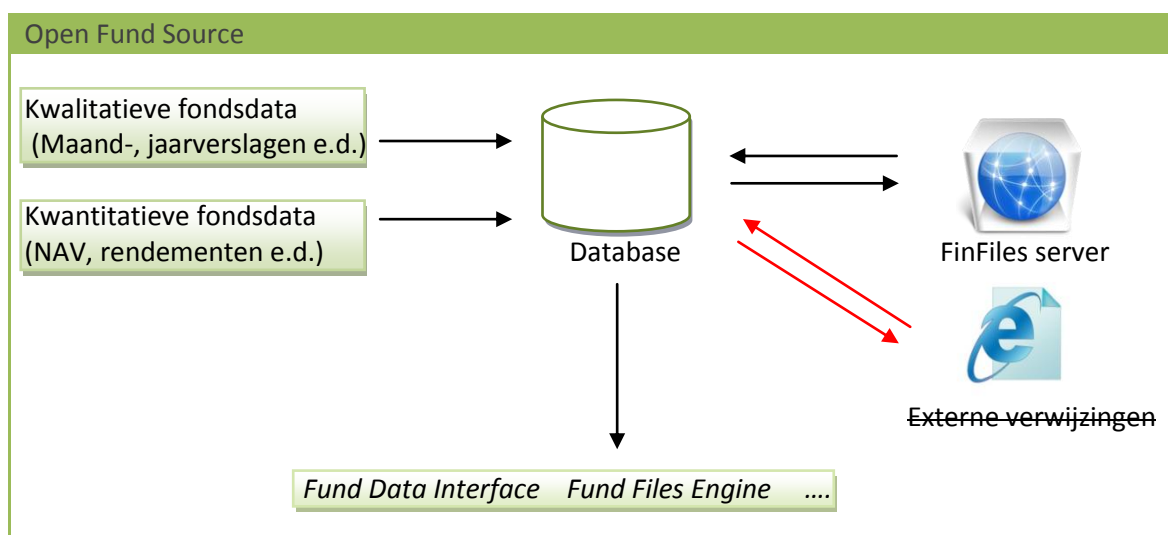 Open Fund Source
Kwalitatieve fondsdata
(Maand-, jaarverslagen e.d.)
Kwantitatieve fondsdata
(NAV, rendementen e.d.)
Database
FinFiles server
Externe verwijzingen
Fund Data Interface Fund Files Engine ....